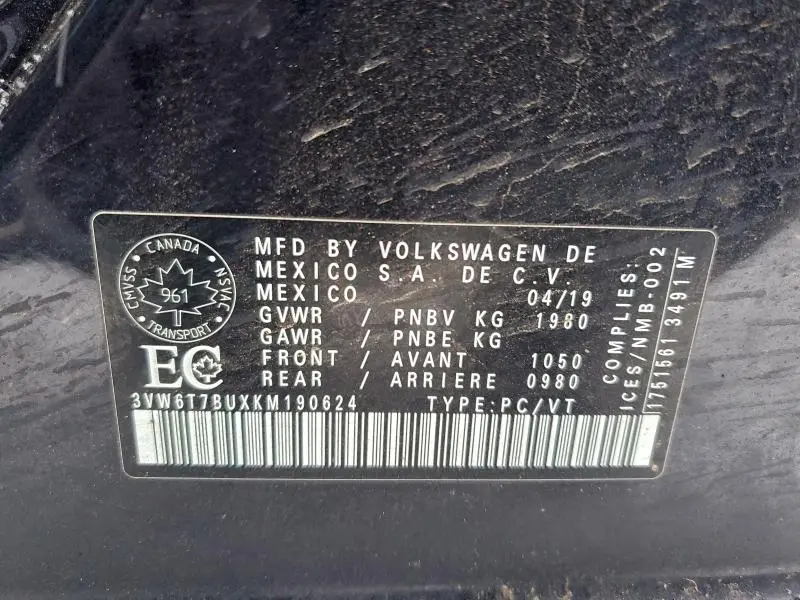 CANADA
CMVSS
NSVAC
961
TRANSPORT
EC
MFD BY VOLKSWAGEN DE
MEXICO S.A. DE C.V.
MEXICO 04/19
GVWR / PNBV KG 1980
GAWR / PNBE KG
FRONT / AVANT 1050
REAR / ARRIERE 0980
3VW6T7BUXKM190624 TYPE:PC/VT
COMPLIES:
ICES/NMB-002
1751561 3491 M